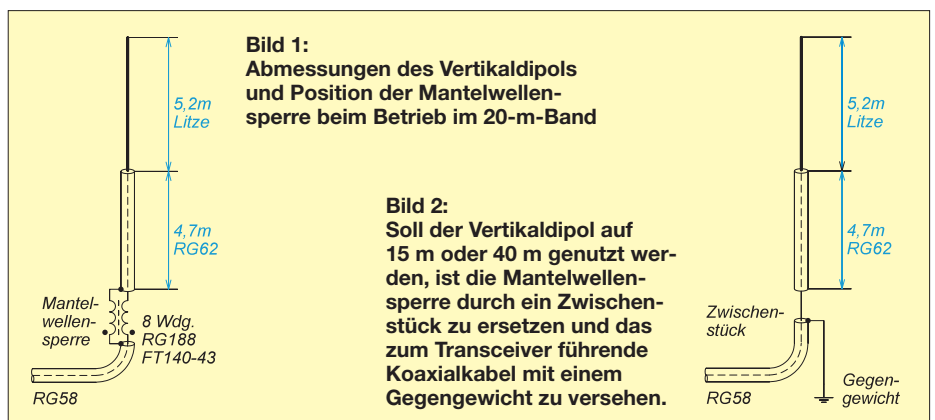 Bild 1:
Abmessungen des Vertikaldipols
und Position der Mantelwellen-
sperre beim Betrieb im 20-m-Band
5,2m
Litze
4,7m
RG62
Mantel-
wellen-
sperre
8 Wdg.
RG188
FT140-43
RG58
Bild 2:
Soll der Vertikaldipol auf
15 m oder 40 m genutzt wer-
den, ist die Mantelwellen-
sperre durch ein Zwischen-
stück zu ersetzen und das
zum Transceiver führende
Koaxialkabel mit einem
Gegengewicht zu versehen.
5,2m
Litze
4,7m
RG62
Zwischen-
stück
RG58
Gegen-
gewicht